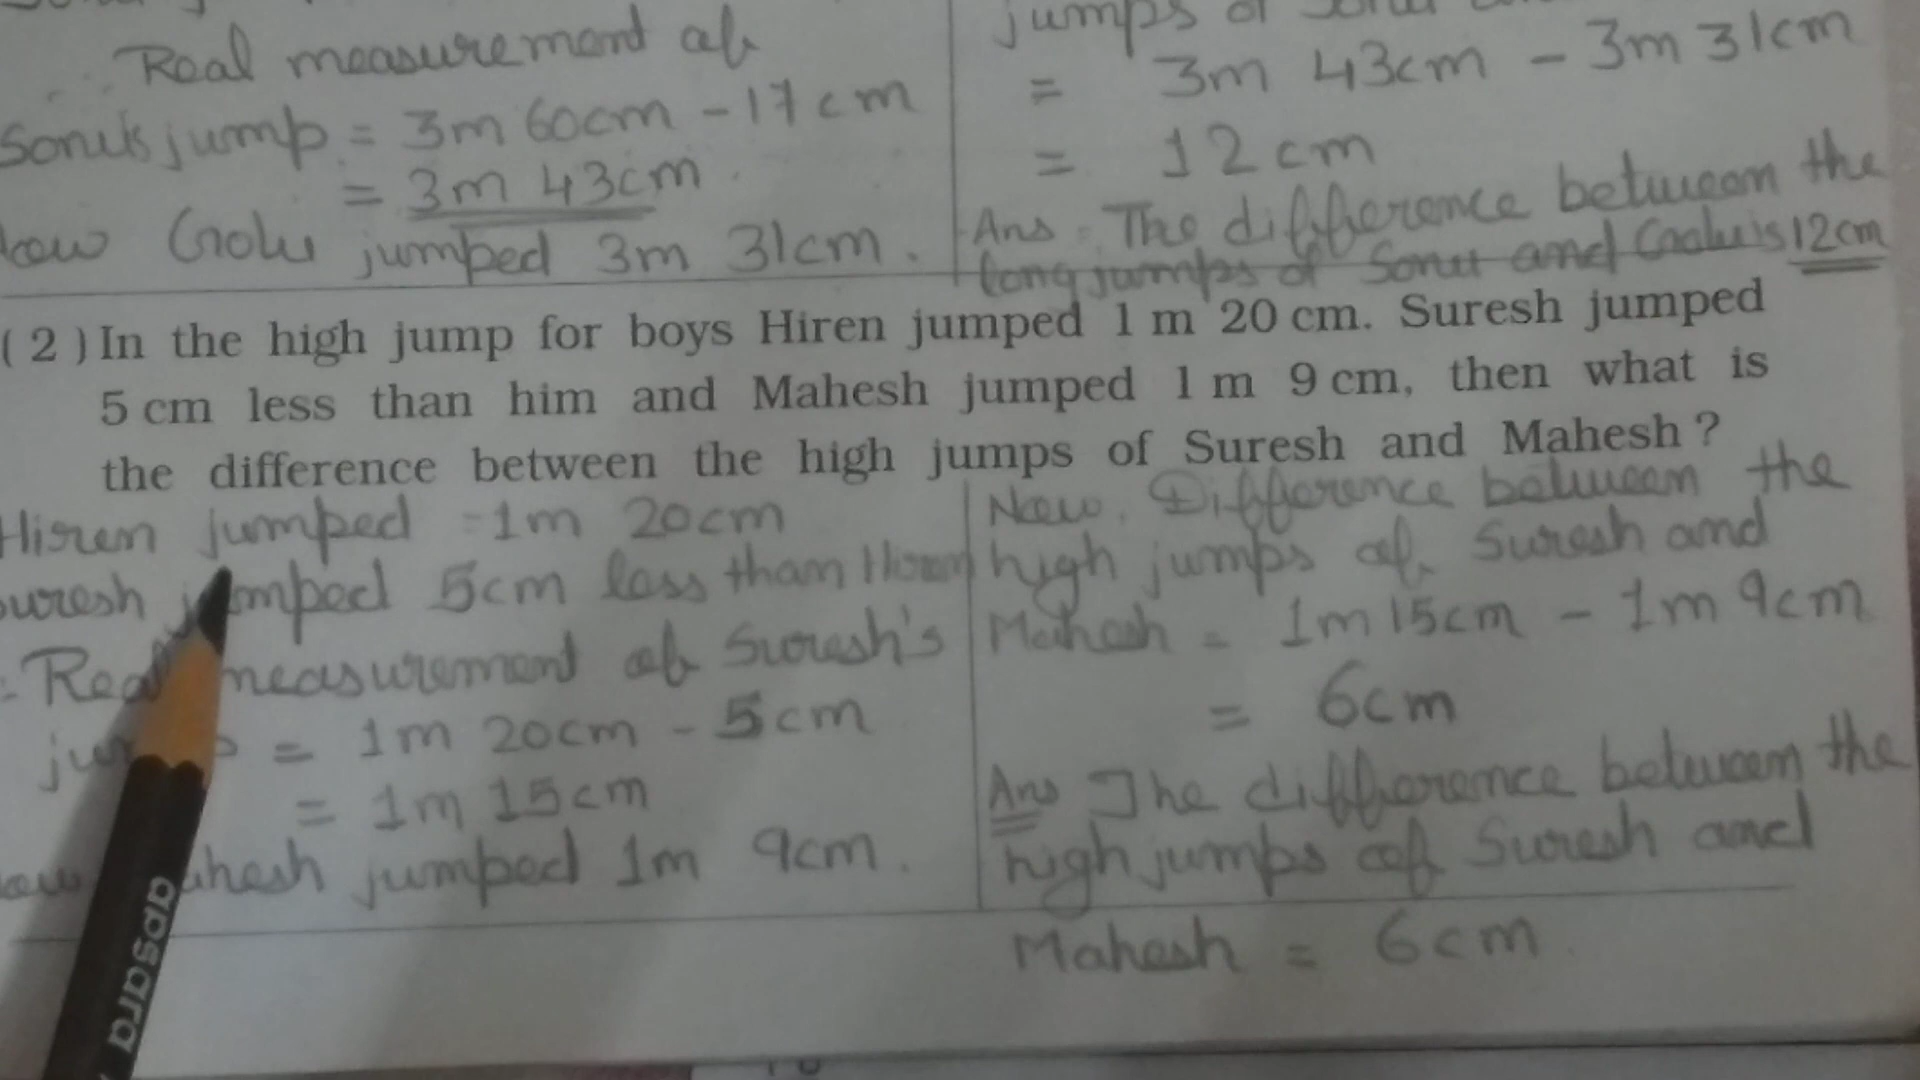 Real measurement of
Sonu's jump = 3m 60cm - 17cm
= 3m 43cm.
Golu jumped 3m 31cm.
jumps of
= 3m 43cm - 3m 31cm
= 12cm
Ans. The difference between the
long jumps of Sonu and Golu is 12cm
(2) In the high jump for boys Hiren jumped 1 m 20 cm. Suresh jumped
5 cm less than him and Mahesh jumped 1 m 9 cm, then what is
the difference between the high jumps of Suresh and Mahesh ?
Hiren jumped = 1m 20cm
uresh jumped 5cm less than Hiren
Real measurement of Suresh's
jump = 1m 20cm - 5cm
= 1m 15cm
ahesh jumped 1m 9cm.
Now. Difference between the
high jumps of Suresh and
Mahesh = 1m 15cm - 1m 9cm
= 6cm
Ans The difference between the
high jumps of Suresh and
Mahesh = 6cm.
apsara